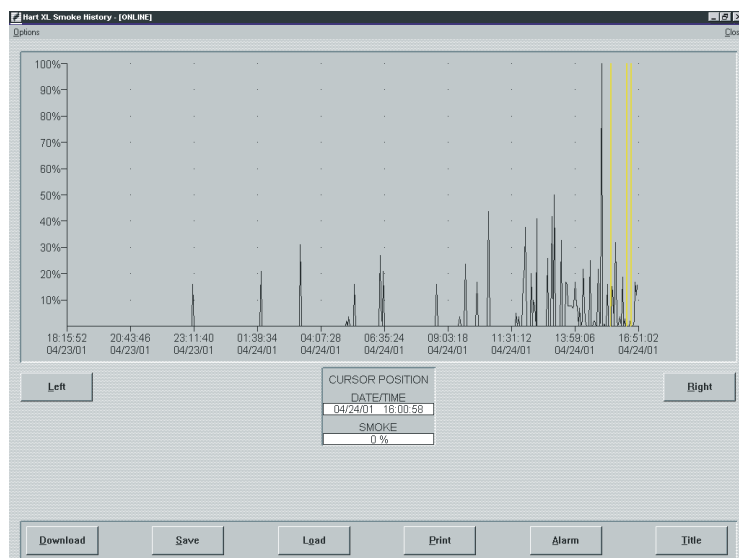 Hart XL Smoke History - [ONLINE]
Options
100%
90%
80%
70%
60%
50%
40%
30%
20%
10%
18:15:52 20:43:46 23:11:40 01:39:34 04:07:28 06:35:24 09:03:18 11:31:12 13:59:06 16:51:02
04/23/01 04/23/01 04/23/01 04/24/01 04/24/01 04/24/01 04/24/01 04/24/01 04/24/01 04/24/01
Left
CURSOR POSITION
DATE/TIME
04/24/01 16:00:58
SMOKE
0 %
Right
Download Save Load Print Alarm Title